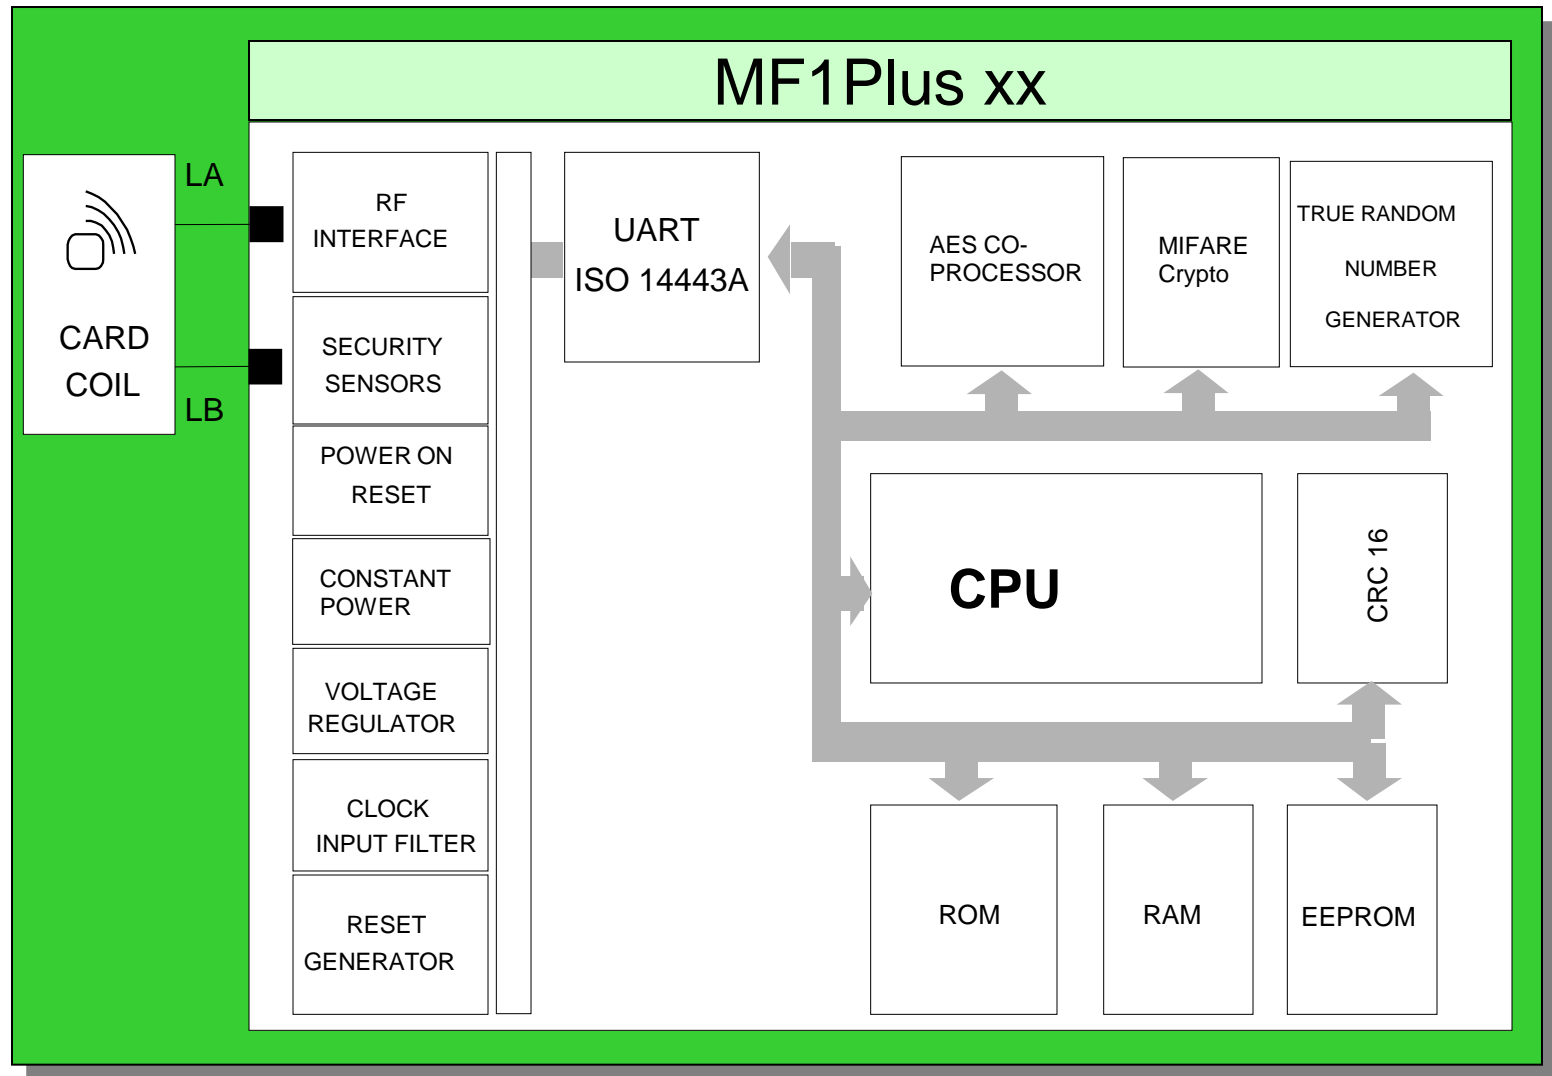 MF1Plus xx
LA
CARD
COIL
LB
RF
INTERFACE
SECURITY
SENSORS
POWER ON
RESET
CONSTANT
POWER
VOLTAGE
REGULATOR
CLOCK
INPUT FILTER
RESET
GENERATOR
UART
ISO 14443A
AES CO-
PROCESSOR
MIFARE
Crypto
TRUE RANDOM
NUMBER
GENERATOR
CPU
CRC 16
ROM
RAM
EEPROM